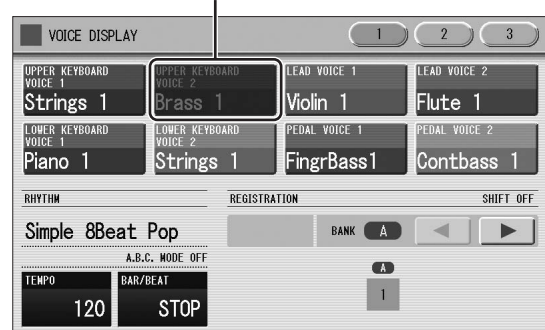 VOICE DISPLAY
1
2
3
UPPER KEYBOARD
VOICE 1
Strings 1
UPPER KEYBOARD
VOICE 2
Brass 1
LEAD VOICE 1
Violin 1
LEAD VOICE 2
Flute 1
LOWER KEYBOARD
VOICE 1
Piano 1
LOWER KEYBOARD
VOICE 2
Strings 1
PEDAL VOICE 1
FingrBass1
PEDAL VOICE 2
Contbass 1
RHYTHM
REGISTRATION
SHIFT OFF
Simple 8Beat Pop
BANK A
A.B.C. MODE OFF
TEMPO
120
BAR/BEAT
STOP
A
1